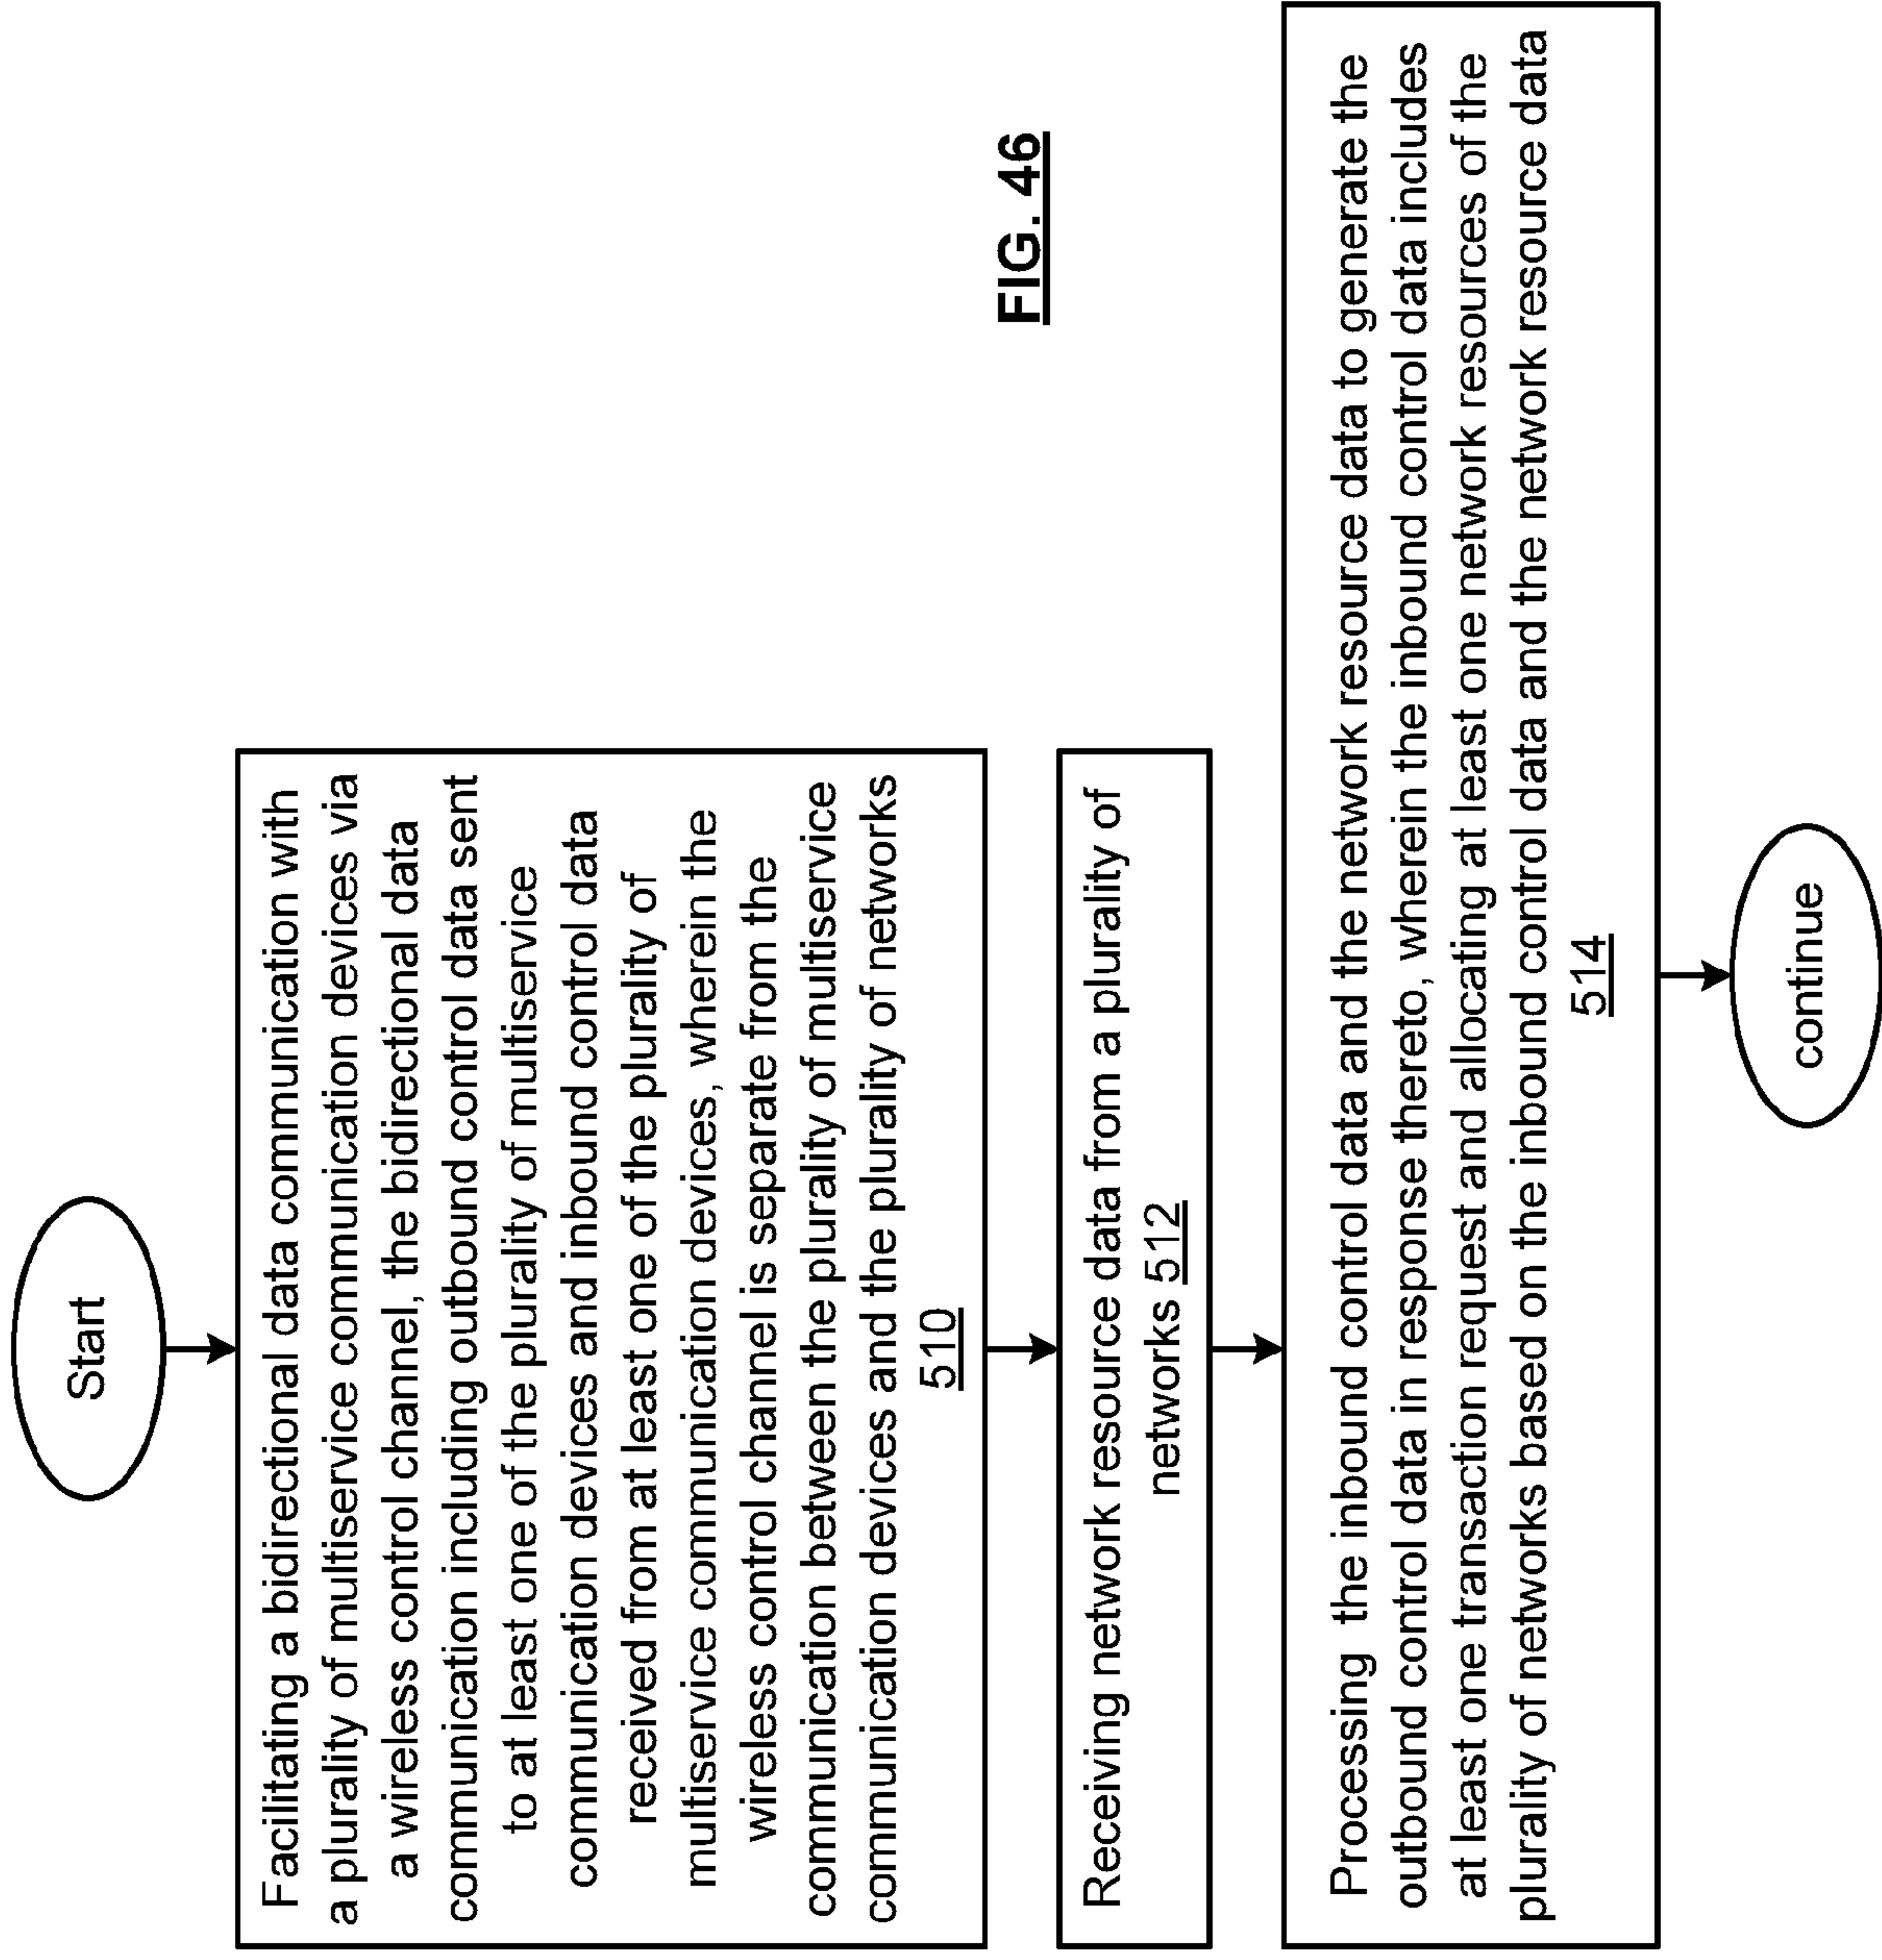 Start
Facilitating a bidirectional data communication with
a plurality of multiservice communication devices via
a wireless control channel, the bidirectional data
communication including outbound control data sent
to at least one of the plurality of multiservice
communication devices and inbound control data
received from at least one of the plurality of
multiservice communication devices, wherein the
wireless control channel is separate from the
communication between the plurality of multiservice
communication devices and the plurality of networks
510
FIG. 46
Receiving network resource data from a plurality of
networks 512
Processing the inbound control data and the network resource data to generate the
outbound control data in response thereto, wherein the inbound control data includes
at least one transaction request and allocating at least one network resources of the
plurality of networks based on the inbound control data and the network resource data
514
continue